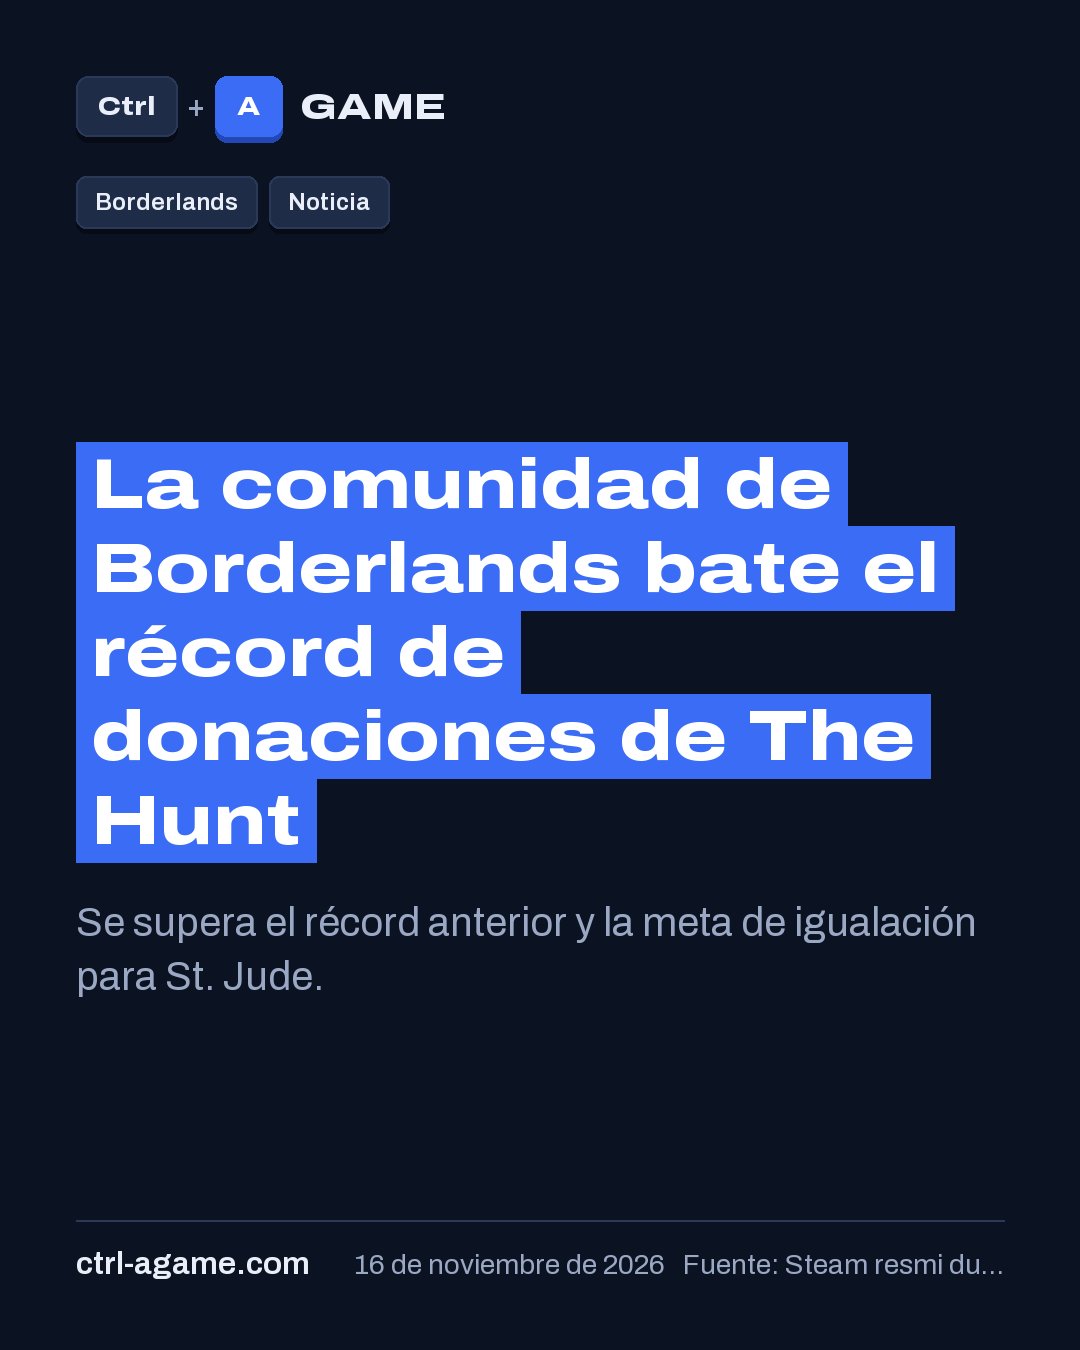 Ctrl + A GAME
Borderlands Noticia
La comunidad de
Borderlands bate el
récord de
donaciones de The
Hunt
Se supera el récord anterior y la meta de igualación
para St. Jude.
ctrl-agame.com 16 de noviembre de 2026 Fuente: Steam resmi du...